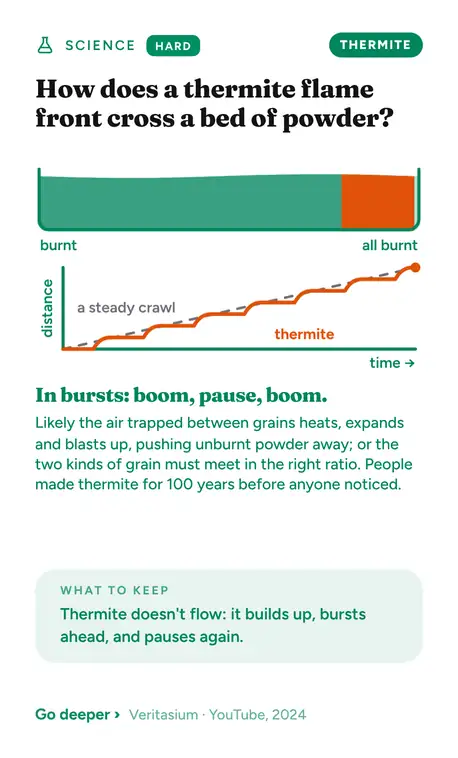 SCIENCE HARD THERMITE
How does a thermite flame
front cross a bed of powder?
burnt all burnt
distance
a steady crawl
thermite
time →
In bursts: boom, pause, boom.
Likely the air trapped between grains heats, expands
and blasts up, pushing unburnt powder away; or the
two kinds of grain must meet in the right ratio. People
made thermite for 100 years before anyone noticed.
WHAT TO KEEP
Thermite doesn't flow: it builds up, bursts
ahead, and pauses again.
Go deeper › Veritasium · YouTube, 2024